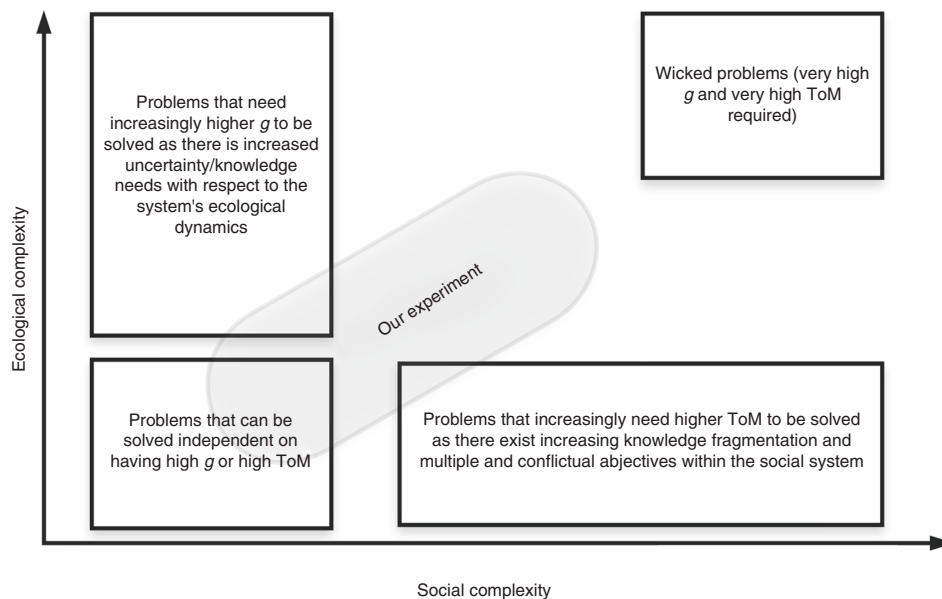 Ecological complexity
Problems that need
increasingly higher g to be
solved as there is increased
uncertainty/knowledge
needs with respect to the
system's ecological
dynamics
Wicked problems (very high
g and very high ToM
required)
Our experiment
Problems that can be
solved independent on
having high g or high ToM
Problems that increasingly need higher ToM to be solved
as there exist increasing knowledge fragmentation and
multiple and conflictual abjectives within the social system
Social complexity